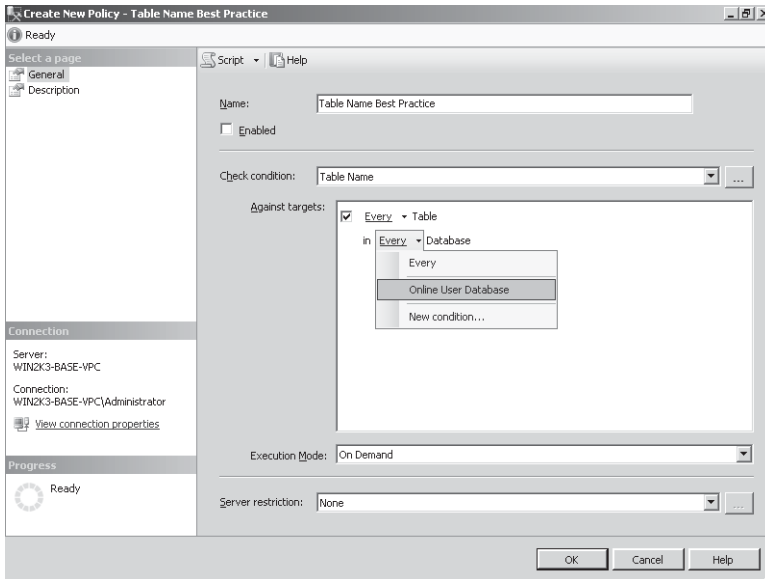 Create New Policy - Table Name Best Practice
Ready
Select a page
General
Description
Script
Help
Name:
Table Name Best Practice
Enabled
Check condition:
Table Name
...
Against targets:
Every Table
in Every Database
Every
Online User Database
New condition...
Connection
Server:
WIN2K3-BASE-VPC
Connection:
WIN2K3-BASE-VPC\Administrator
View connection properties
Execution Mode:
On Demand
Progress
Ready
Server restriction:
None
...
OK
Cancel
Help